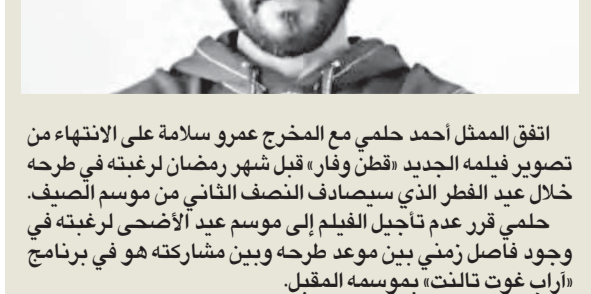 اتفق الممثل أحمد حلمي مع المخرج عمرو سلامة على الانتهاء من
تصوير فيلمه الجديد «قطن وفار» قبل شهر رمضان لرغبته في طرحه
خلال عيد الفطر الذي سيصادف النصف الثاني من موسم الصيف.
حلمي قرر عدم تأجيل الفيلم إلى موسم عيد الأضحى لرغبته في
وجود فاصل زمني بين موعد طرحه وبين مشاركته هو في برنامج
«آراب غوت تالنت» بموسمه المقبل.